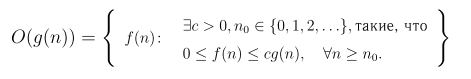 O(g(n)) = { f(n): ∃c > 0, n₀ ∈ {0, 1, 2, …}, такие, что
0 ≤ f(n) ≤ cg(n), ∀n ≥ n₀. }